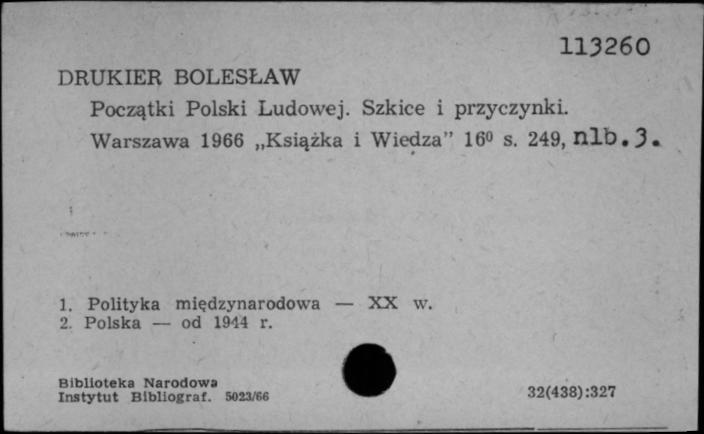 113260
DRUKIER BOLESŁAW
Początki Polski Ludowej. Szkice i przyczynki.
Warszawa 1966 „Książka i Wiedza” 16⁰ s. 249, nlb.3.
1. Polityka międzynarodowa — XX w.
2. Polska — od 1944 r.
Biblioteka Narodowa
Instytut Bibliograf. 5023/66
32(438):327